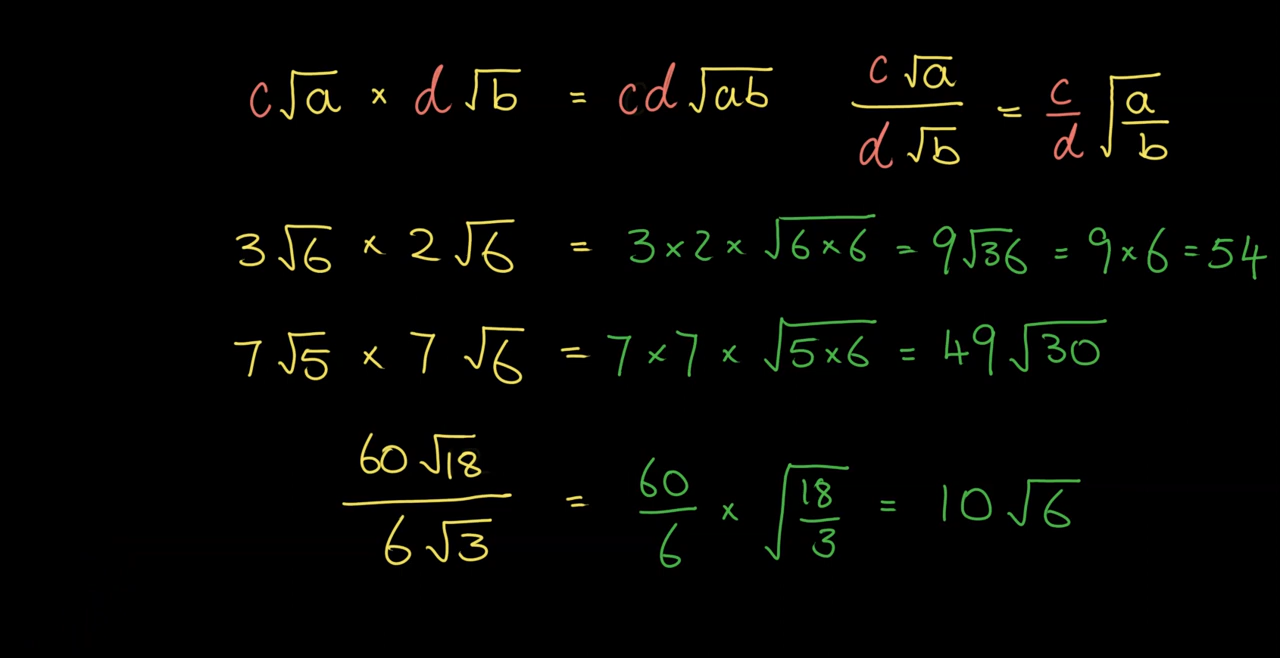 c√a × d√b = cd√ab c√a/d√b = c/d √(a/b)
3√6 × 2√6 = 3×2×√(6×6) = 9√36 = 9×6 = 54
7√5 × 7√6 = 7×7×√(5×6) = 49√30
60√18/6√3 = 60/6 × √(18/3) = 10√6